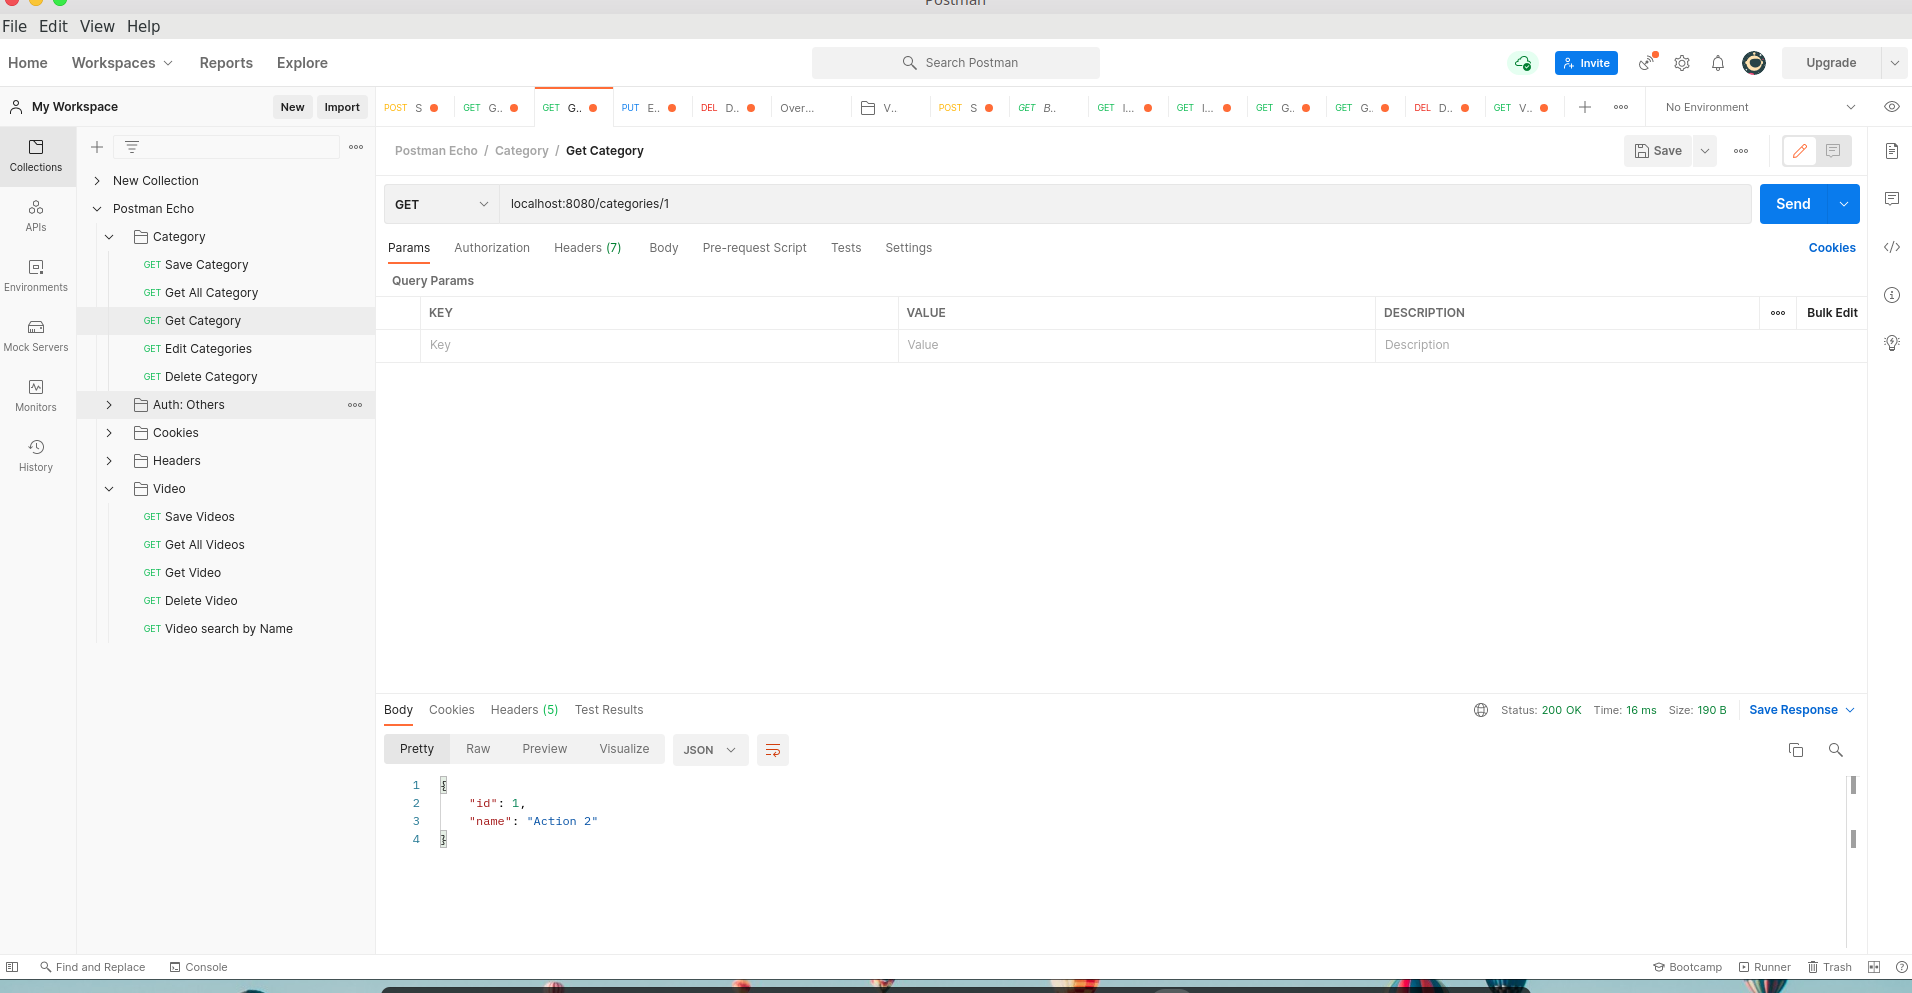 Postman
File Edit View Help
Home Workspaces Reports Explore Search Postman Invite Upgrade
My Workspace New Import
POST S GET G.. GET G.. PUT E.. DEL D.. Over... V.. POST S GET B.. GET I... GET I... GET G.. GET G.. DEL D.. GET V.. No Environment
Collections
APIs
Environments
Mock Servers
Monitors
History
New Collection
Postman Echo
Category
GET Save Category
GET Get All Category
GET Get Category
GET Edit Categories
GET Delete Category
Auth: Others
Cookies
Headers
Video
GET Save Videos
GET Get All Videos
GET Get Video
GET Delete Video
GET Video search by Name
Postman Echo / Category / Get Category Save
GET localhost:8080/categories/1 Send
Params Authorization Headers (7) Body Pre-request Script Tests Settings Cookies
Query Params
KEY VALUE DESCRIPTION Bulk Edit
Key Value Description
Body Cookies Headers (5) Test Results Status: 200 OK Time: 16 ms Size: 190 B Save Response
Pretty Raw Preview Visualize JSON
1 {
2 "id": 1,
3 "name": "Action 2"
4 }
Find and Replace Console Bootcamp Runner Trash